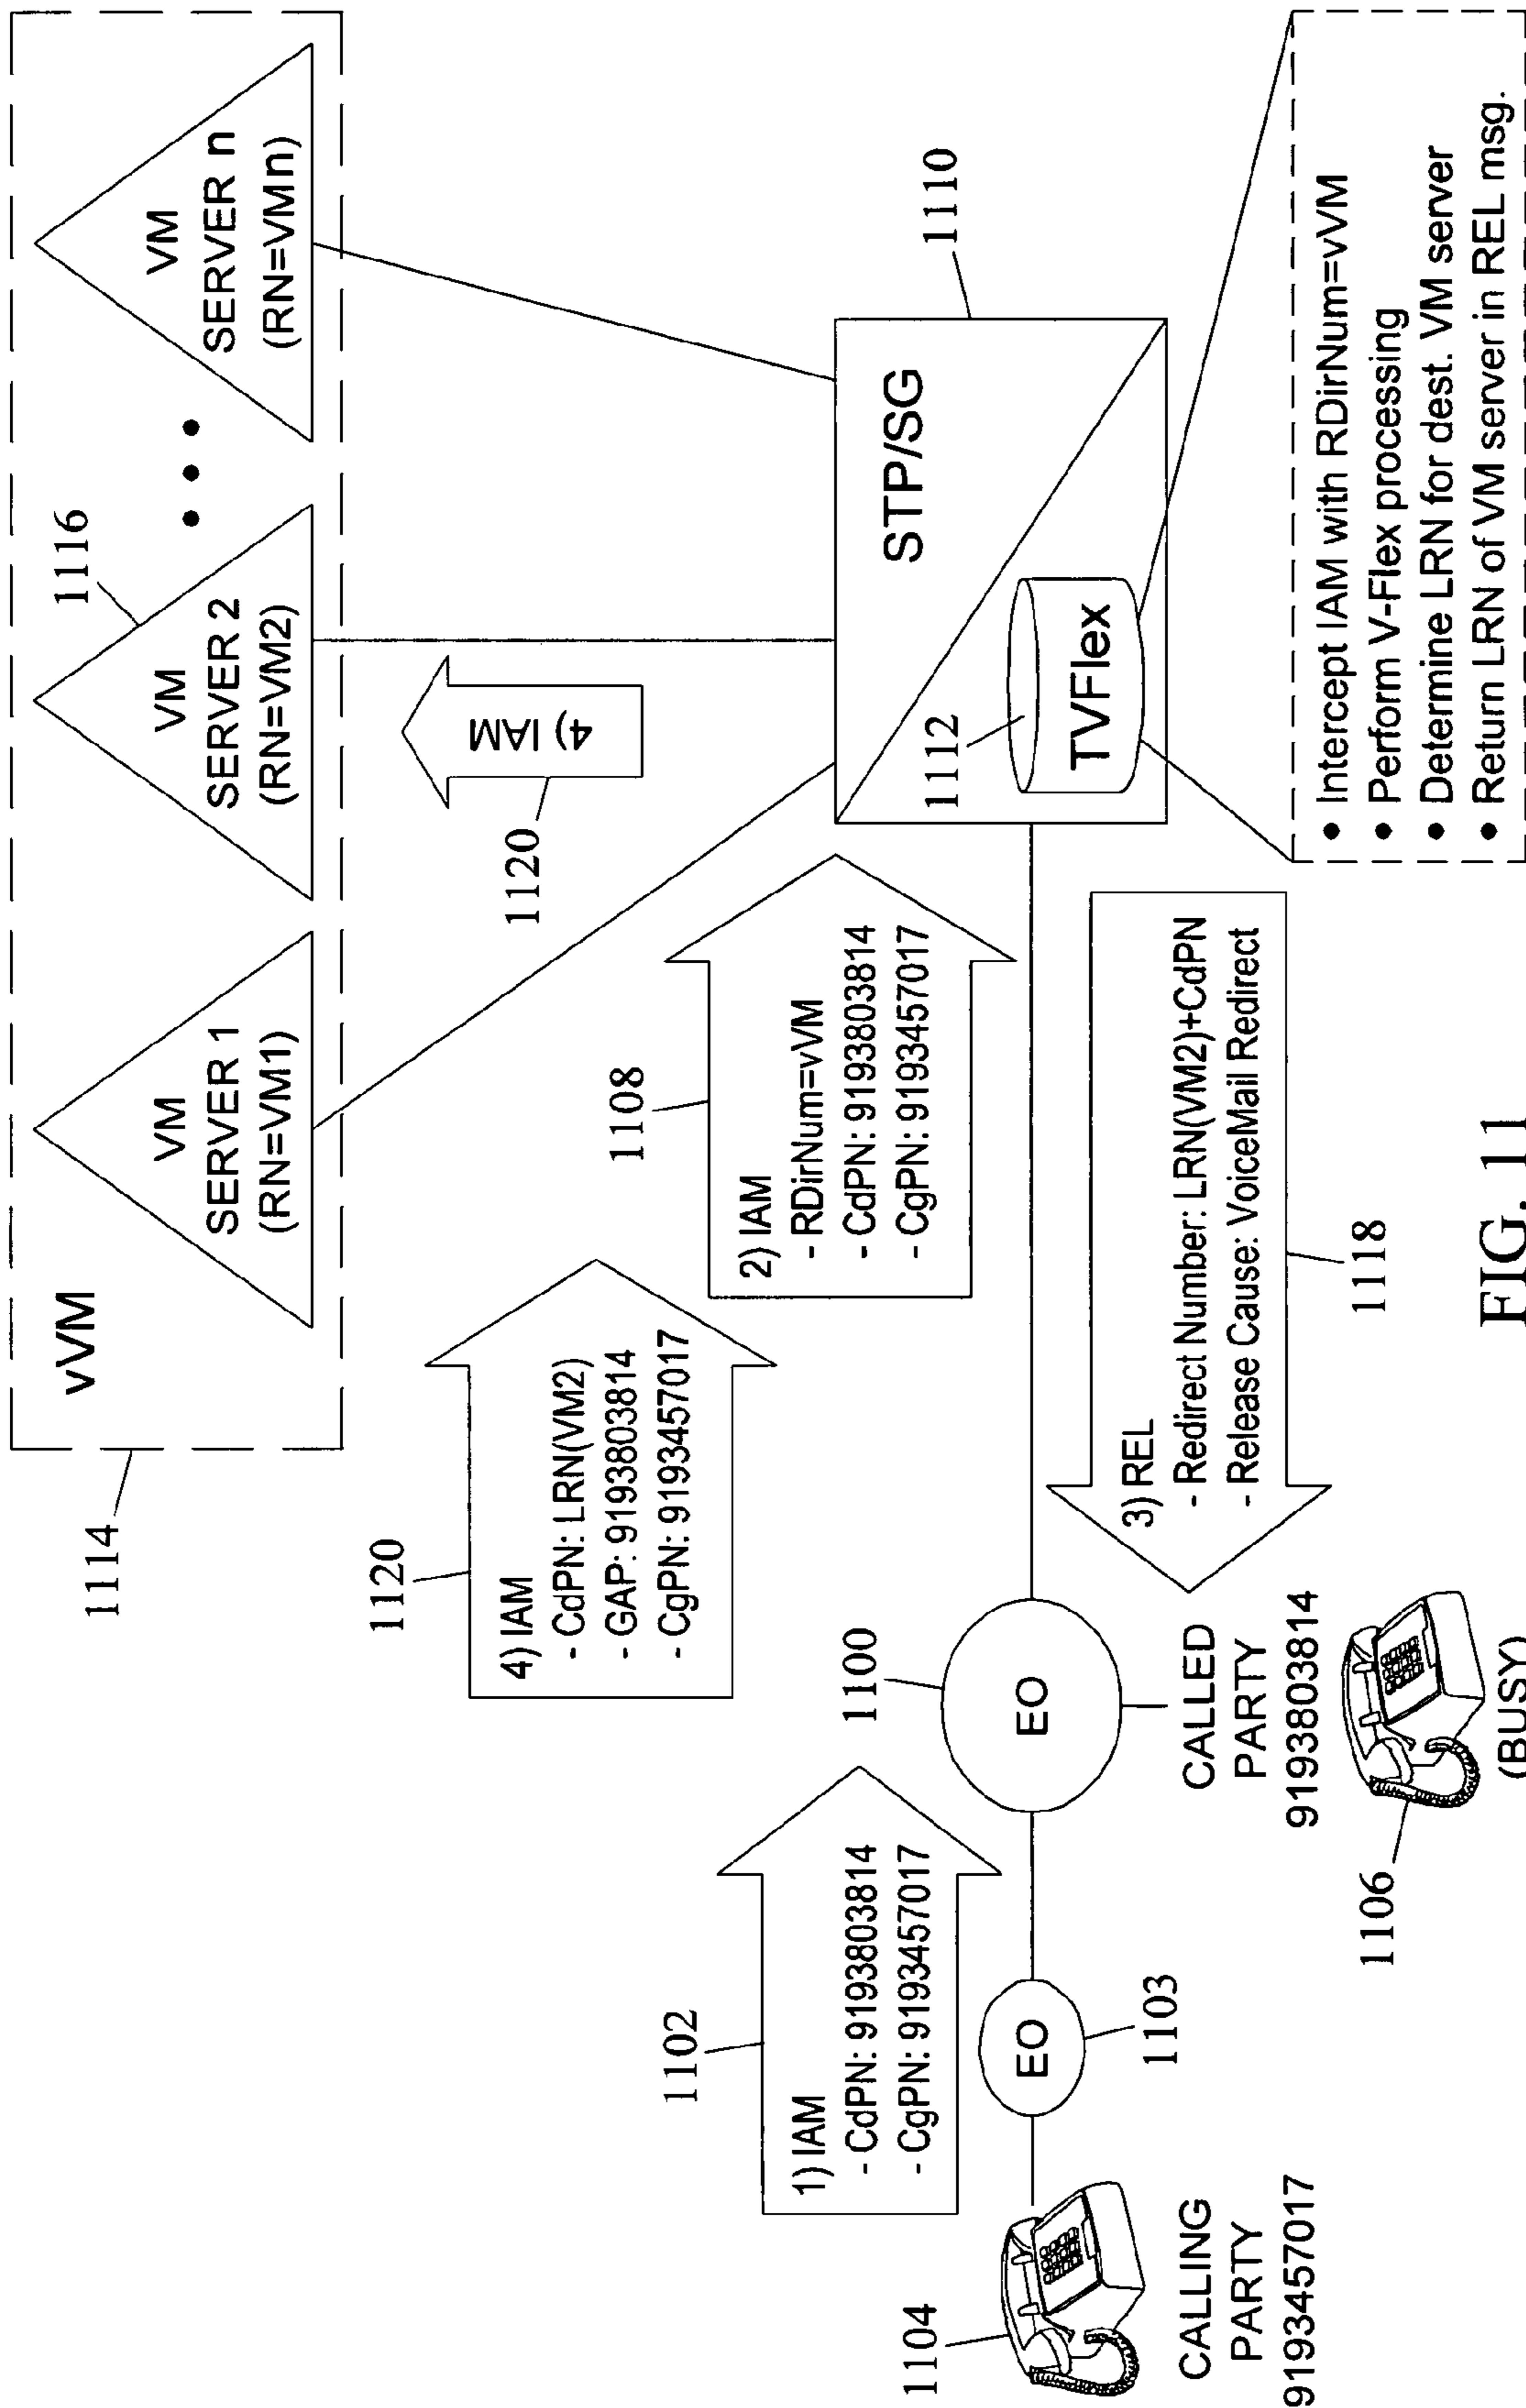 1114
vVM
VM
SERVER 1
(RN=VM1)
1116
VM
SERVER 2
(RN=VM2)
VM
SERVER n
(RN=VMn)
1120
4) IAM
- CdPN: LRN(VM2)
- GAP: 9193803814
- CgPN: 9193457017
1120
4) IAM
1108
2) IAM
- RDirNum=vVM
- CdPN: 9193803814
- CgPN: 9193457017
1102
1) IAM
- CdPN: 9193803814
- CgPN: 9193457017
1100
EO
EO
1103
STP/SG
1110
1112
TVFlex
1104
CALLING
PARTY
9193457017
CALLED
PARTY
9193803814
1106
(BUSY)
3) REL
- Redirect Number: LRN(VM2)+CdPN
- Release Cause: VoiceMail Redirect
1118
• Intercept IAM with RDirNum=vVM
• Perform V-Flex processing
• Determine LRN for dest. VM server
• Return LRN of VM server in REL msg.
FIG. 11